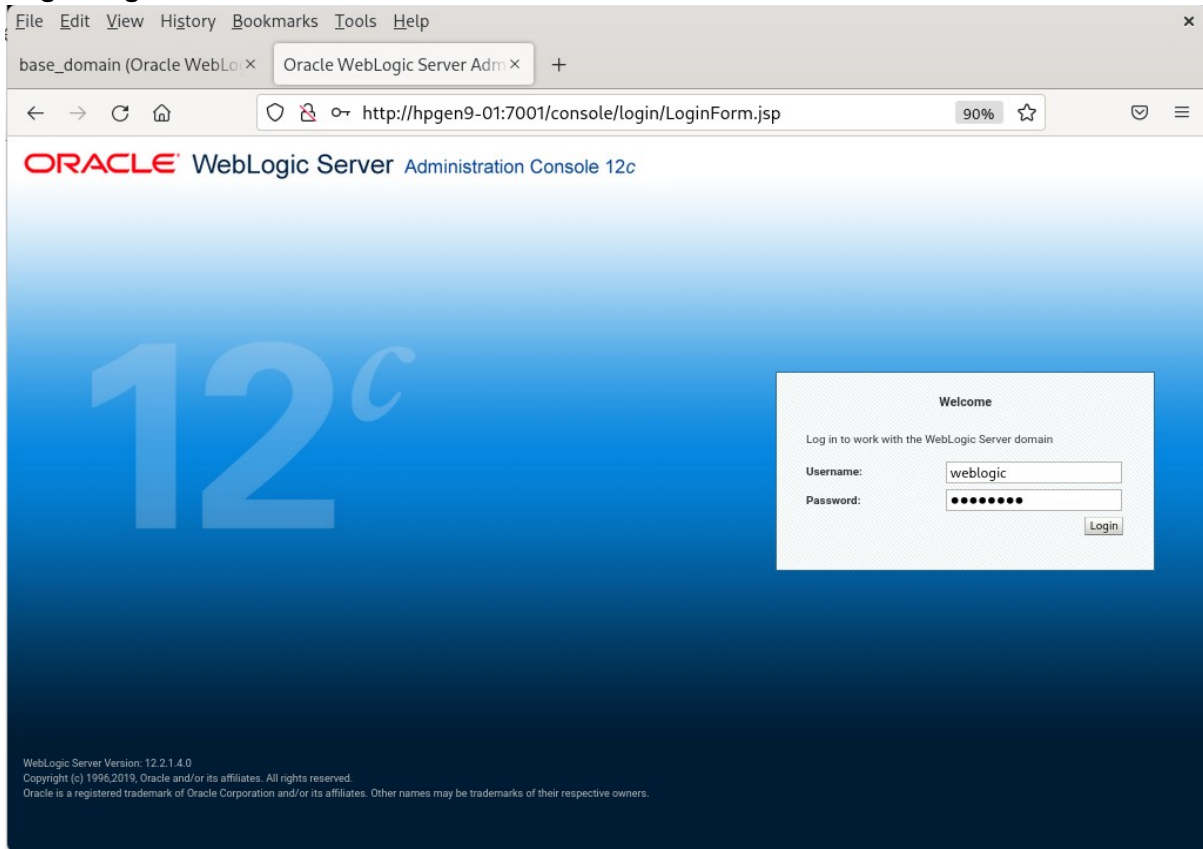 File Edit View History Bookmarks Tools Help
base_domain (Oracle WebLog
Oracle WebLogic Server Adm
http://hpgen9-01:7001/console/login/LoginForm.jsp
90%
ORACLE WebLogic Server Administration Console 12c
12c
Welcome
Log in to work with the WebLogic Server domain
Username: weblogic
Password: ●●●●●●●●
Login
WebLogic Server Version: 12.2.1.4.0
Copyright (c) 1996,2019, Oracle and/or its affiliates. All rights reserved.
Oracle is a registered trademark of Oracle Corporation and/or its affiliates. Other names may be trademarks of their respective owners.